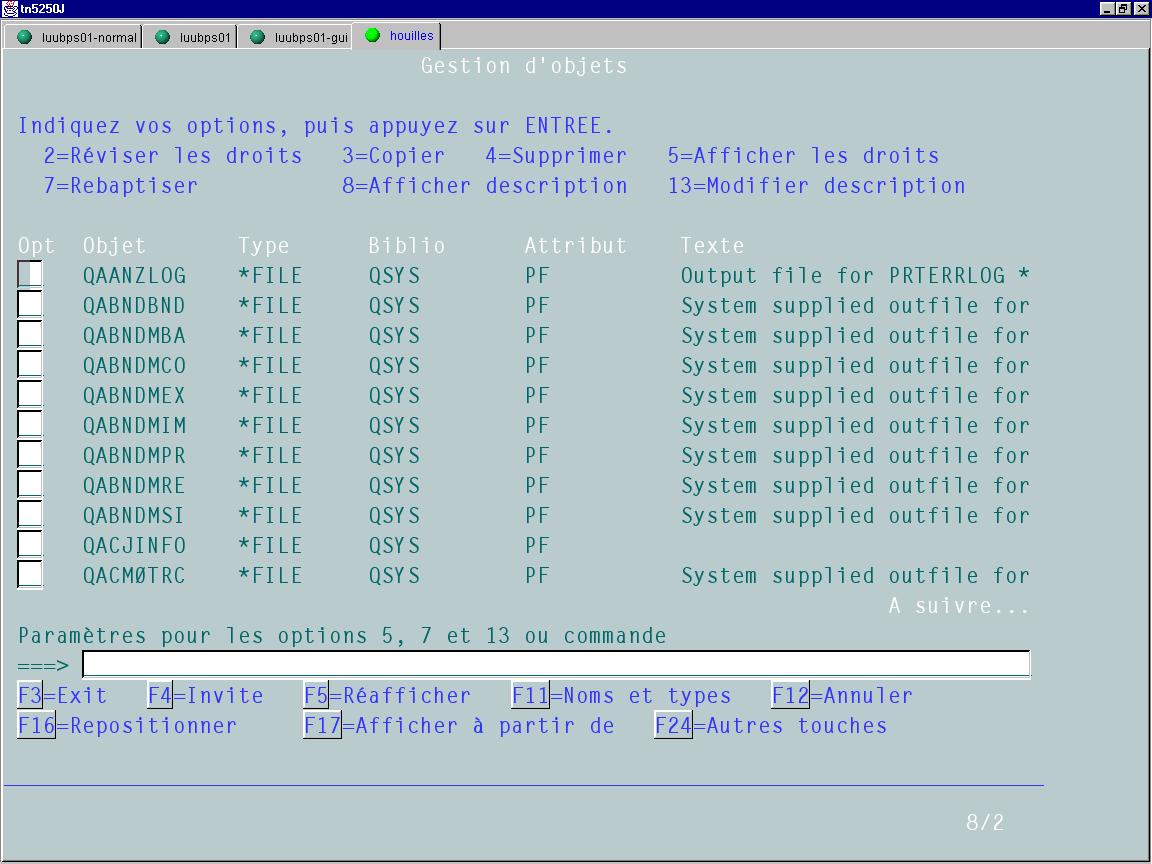 tn5250J
luubps01-normal luubps01 luubps01-gui houilles
Gestion d'objets
Indiquez vos options, puis appuyez sur ENTREE.
2=Réviser les droits 3=Copier 4=Supprimer 5=Afficher les droits
7=Rebaptiser 8=Afficher description 13=Modifier description
Opt Objet Type Biblio Attribut Texte
QAANZLOG *FILE QSYS PF Output file for PRTERRLOG *
QABNDBND *FILE QSYS PF System supplied outfile for
QABNDMBA *FILE QSYS PF System supplied outfile for
QABNDMCO *FILE QSYS PF System supplied outfile for
QABNDMEX *FILE QSYS PF System supplied outfile for
QABNDMIM *FILE QSYS PF System supplied outfile for
QABNDMPR *FILE QSYS PF System supplied outfile for
QABNDMRE *FILE QSYS PF System supplied outfile for
QABNDMSI *FILE QSYS PF System supplied outfile for
QACJINFO *FILE QSYS PF
QACM0TRC *FILE QSYS PF System supplied outfile for
A suivre...
Paramètres pour les options 5, 7 et 13 ou commande
===>
F3=Exit F4=Invite F5=Réafficher F11=Noms et types F12=Annuler
F16=Repositionner F17=Afficher à partir de F24=Autres touches
8/2